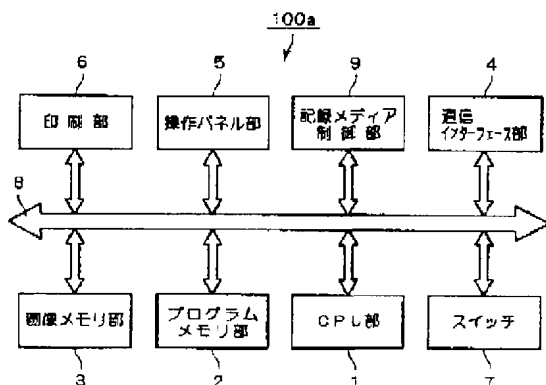 100a
6
5
9
4
印刷部
操作パネル部
記録メディア
制御部
通信
インターフェース部
8
画像メモリ部
プログラム
メモリ部
CPU部
スイッチ
3
2
1
7